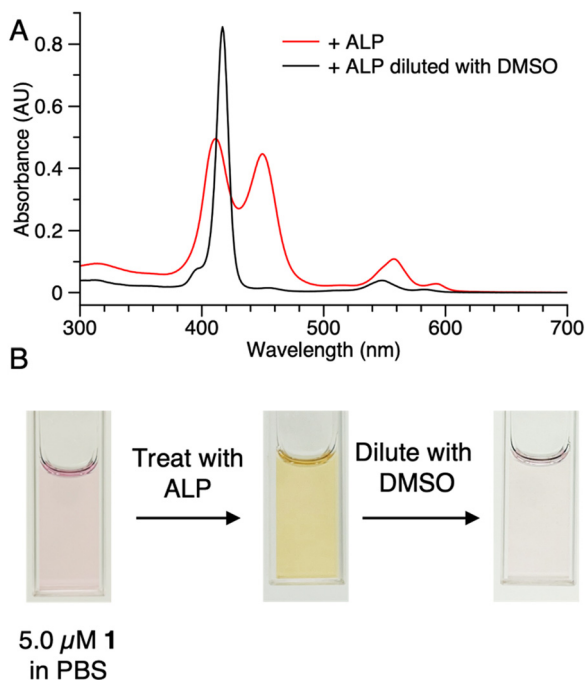 A
+ ALP
+ ALP diluted with DMSO
Absorbance (AU)
0.8
0.6
0.4
0.2
0
300 400 500 600 700
Wavelength (nm)
B
Treat with
ALP
Dilute with
DMSO
5.0 µM 1
in PBS